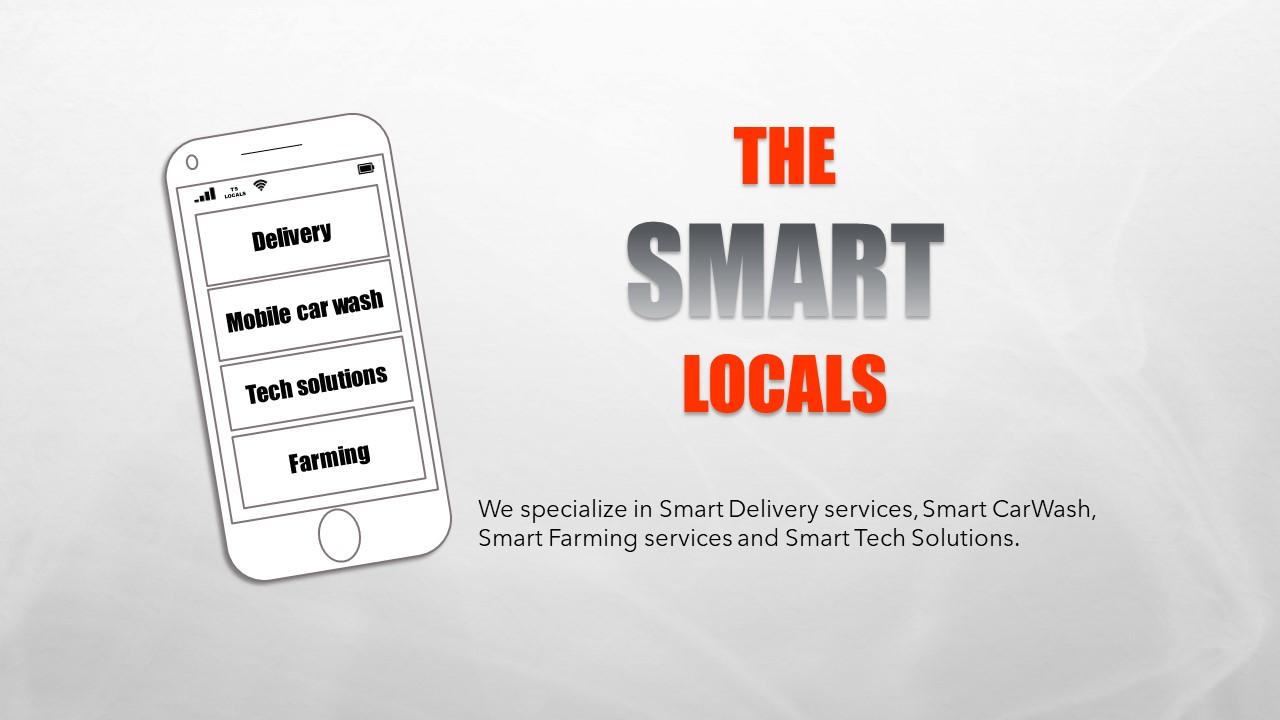 TS
LOCALS
Delivery
Mobile car wash
Tech solutions
Farming
THE
SMART
LOCALS
We specialize in Smart Delivery services, Smart CarWash,
Smart Farming services and Smart Tech Solutions.